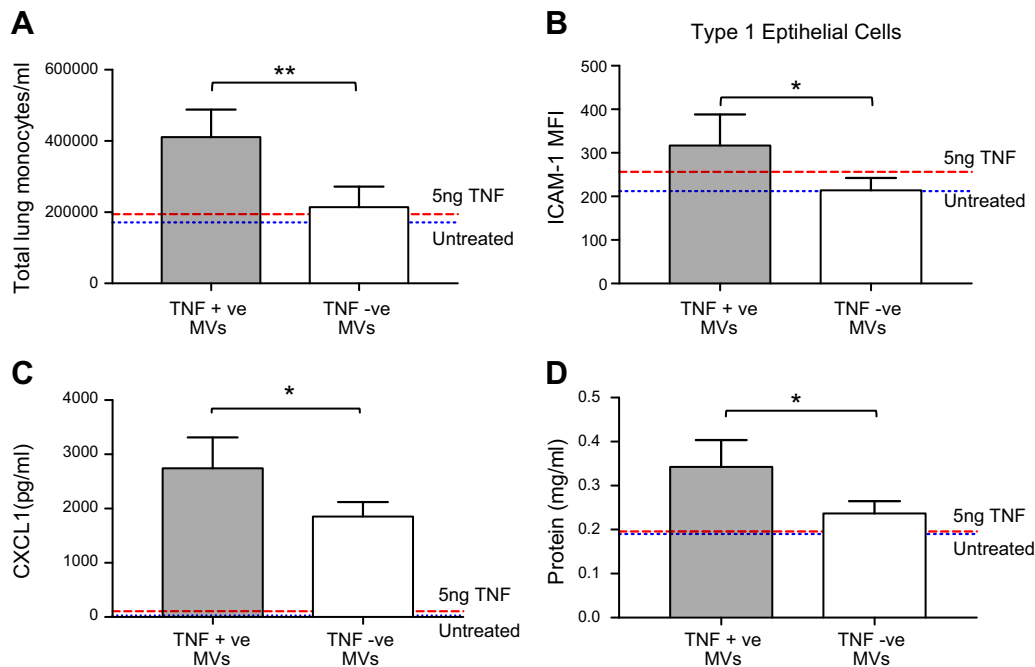 A
Total lung monocytes/ml
600000
400000
200000
0
**
5ng TNF
Untreated
TNF + ve
MVs
TNF -ve
MVs
B
Type 1 Eptihelial Cells
ICAM-1 MFI
500
400
300
200
100
0
*
5ng TNF
Untreated
TNF + ve
MVs
TNF -ve
MVs
C
CXCL1(pg/ml)
4000
3000
2000
1000
0
*
5ng TNF
Untreated
TNF + ve
MVs
TNF -ve
MVs
D
Protein (mg/ml)
0.5
0.4
0.3
0.2
0.1
0.0
*
5ng TNF
Untreated
TNF + ve
MVs
TNF -ve
MVs